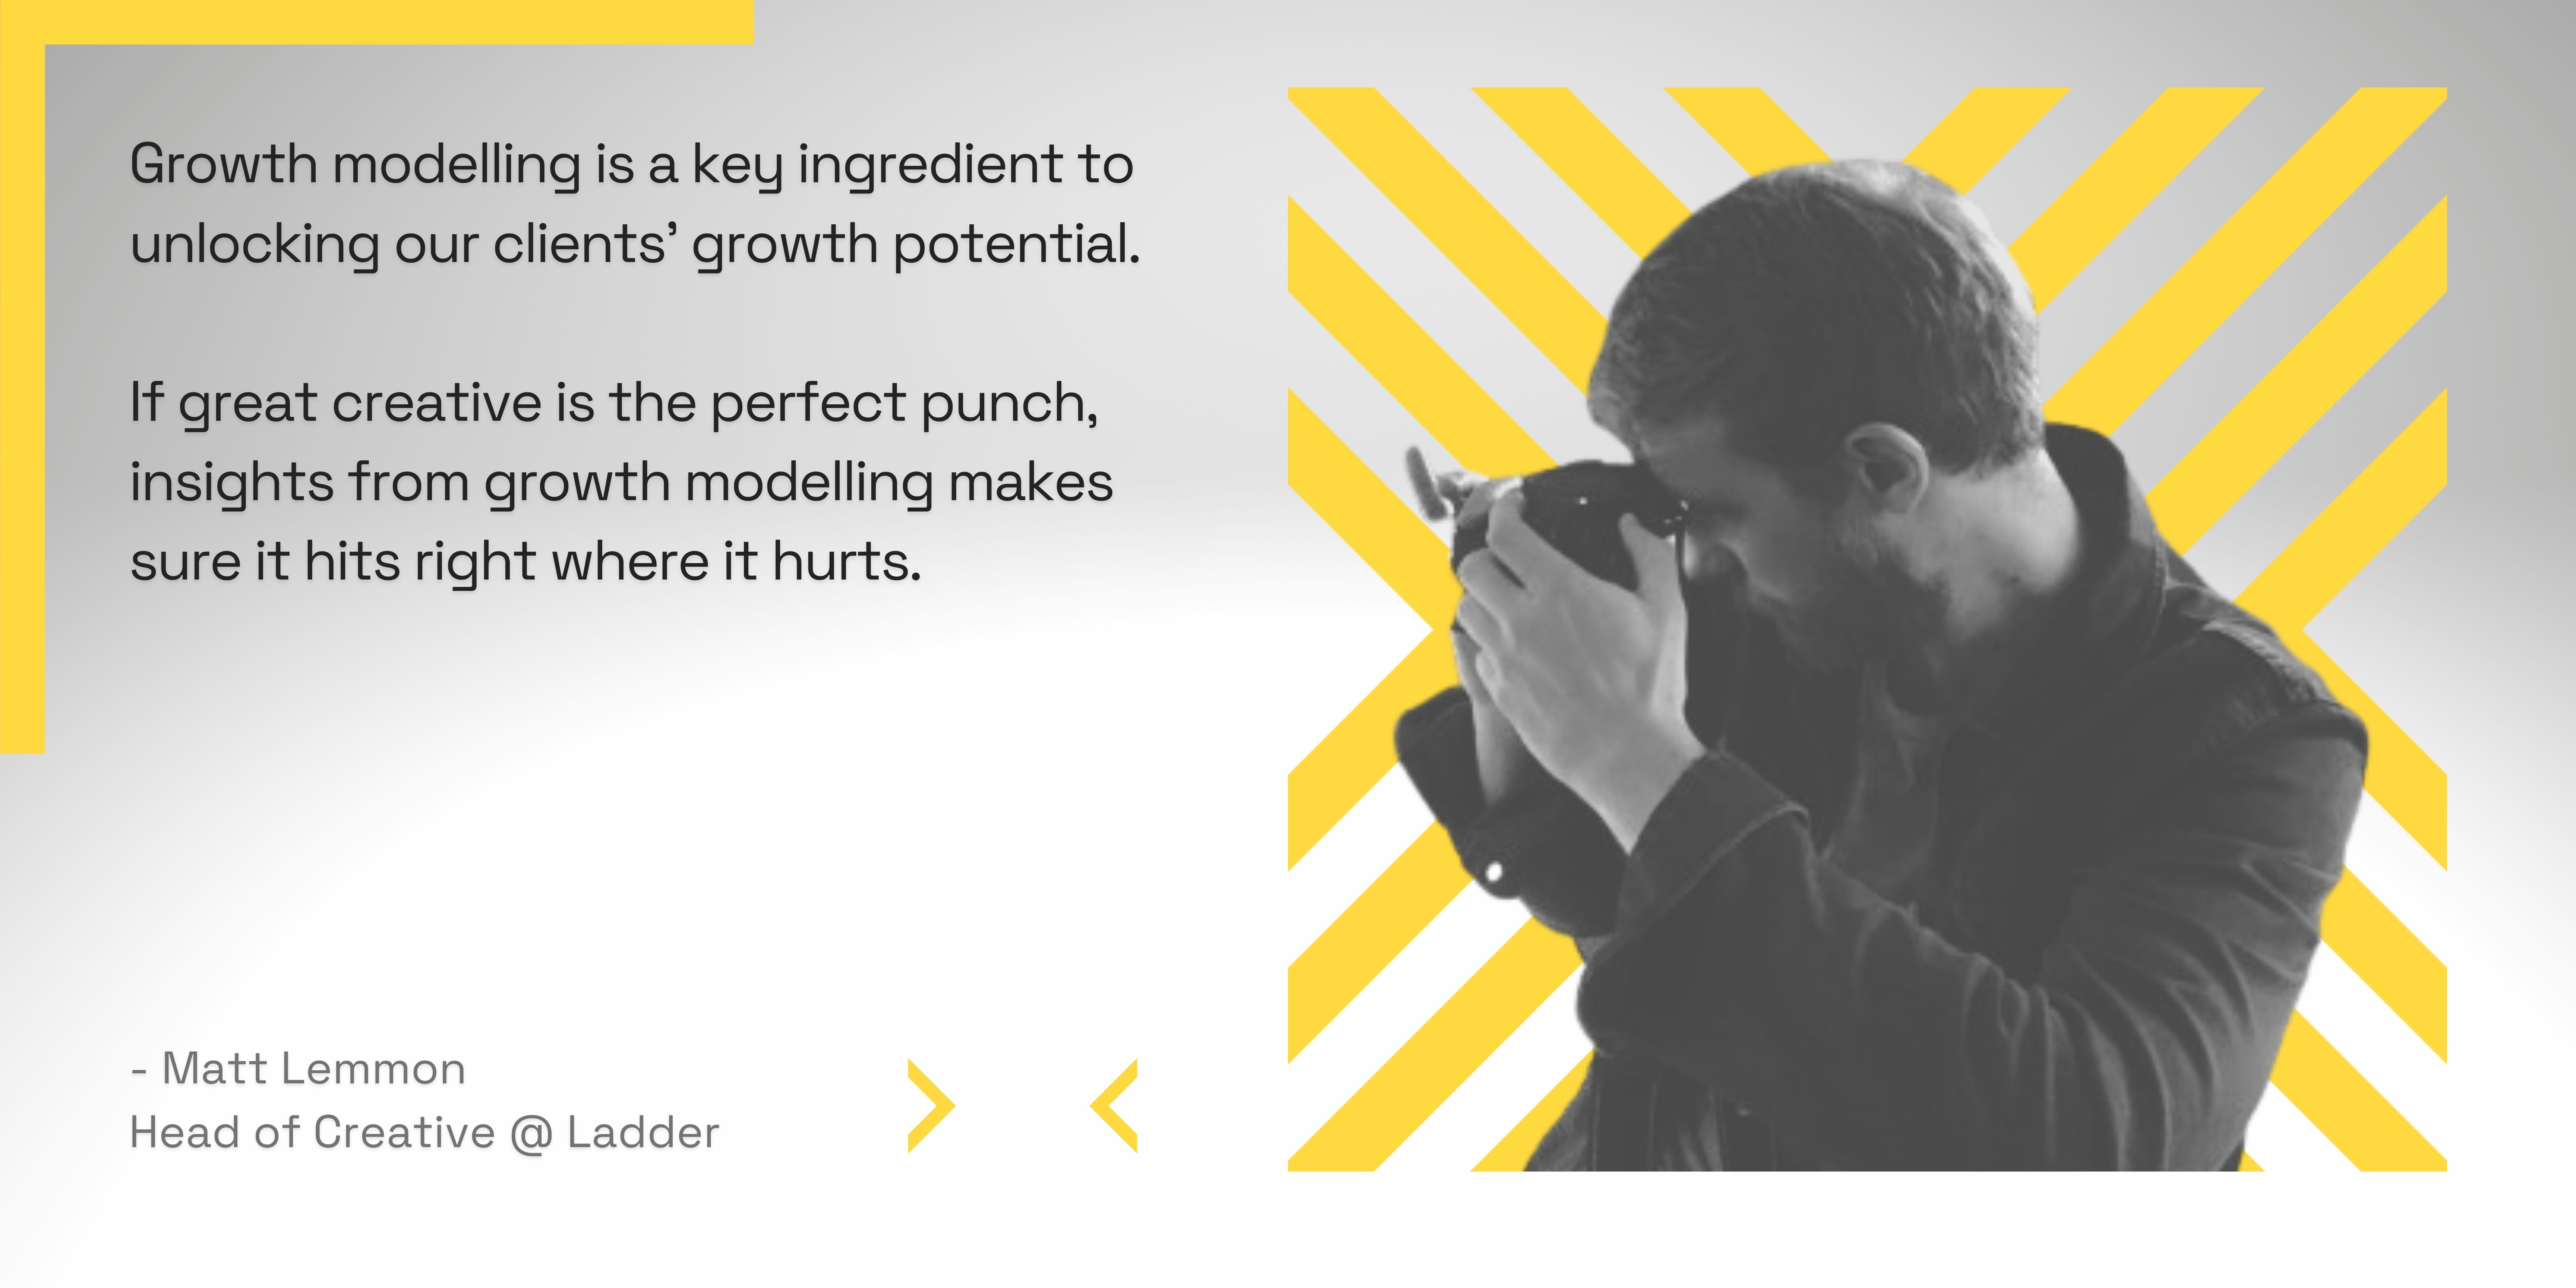 Growth modelling is a key ingredient to
unlocking our clients’ growth potential.
If great creative is the perfect punch,
insights from growth modelling makes
sure it hits right where it hurts.
- Matt Lemmon
Head of Creative @ Ladder